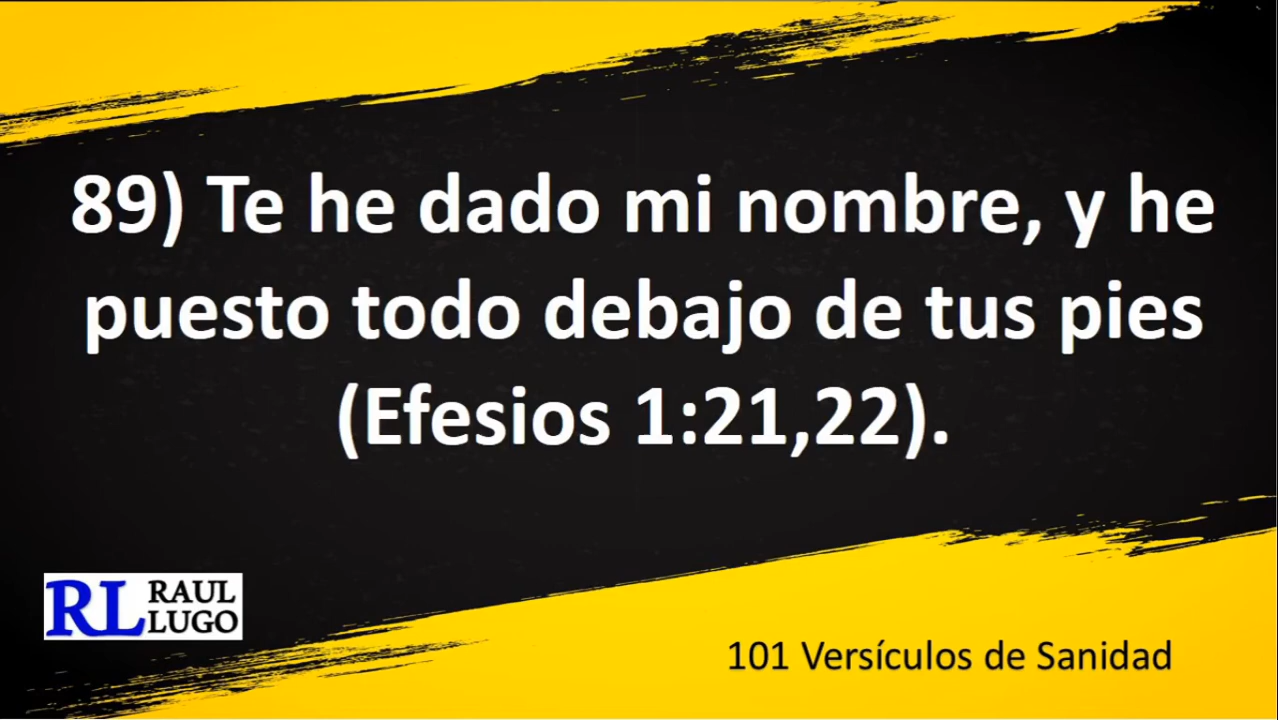 89) Te he dado mi nombre, y he
puesto todo debajo de tus pies
(Efesios 1:21,22).
RL RAUL
LUGO
101 Versículos de Sanidad